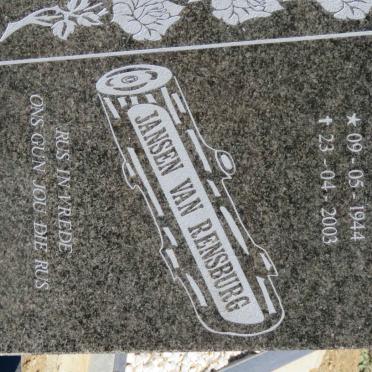 ★ 09 - 05 - 1944
✝ 23 - 04 - 2003
JANSEN VAN RENSBURG
RUS IN VREDE
ONS GUN JOU DIE RUS